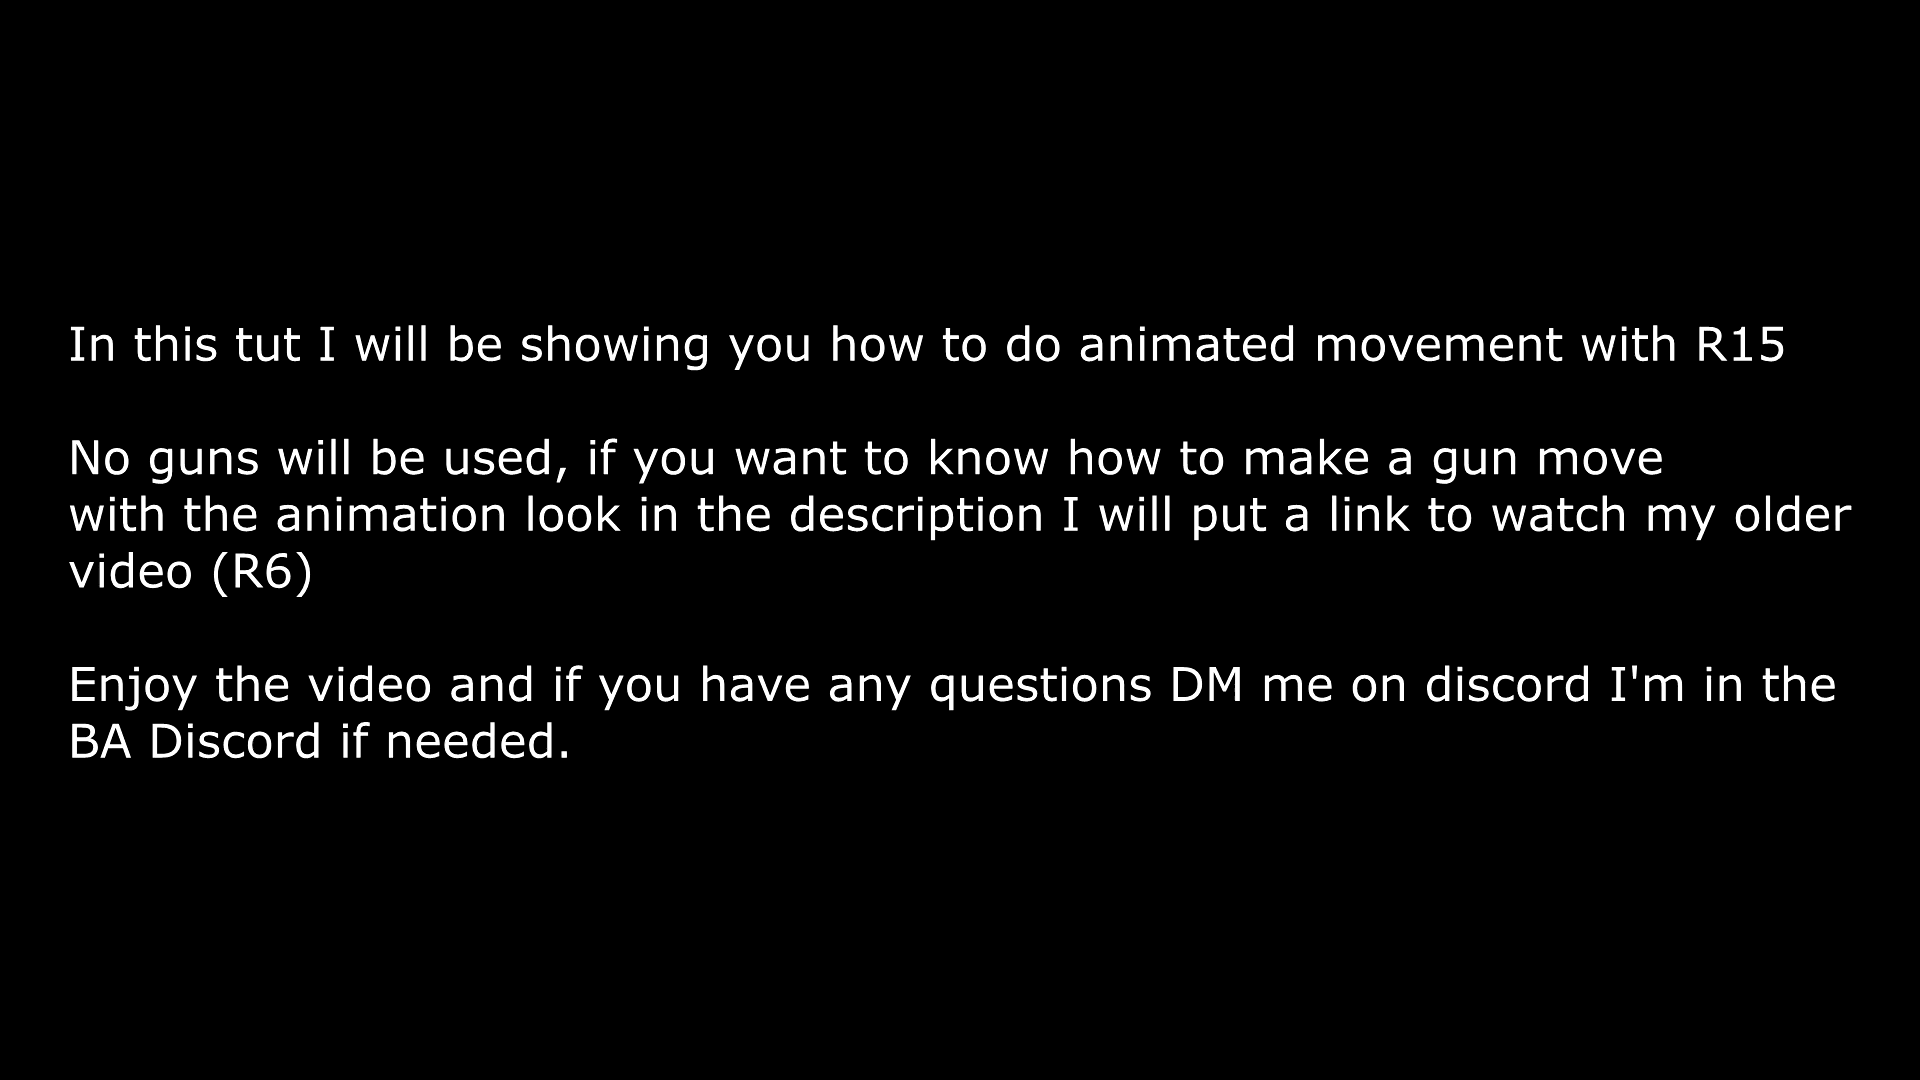 In this tut I will be showing you how to do animated movement with R15
No guns will be used, if you want to know how to make a gun move
with the animation look in the description I will put a link to watch my older
video (R6)
Enjoy the video and if you have any questions DM me on discord I'm in the
BA Discord if needed.